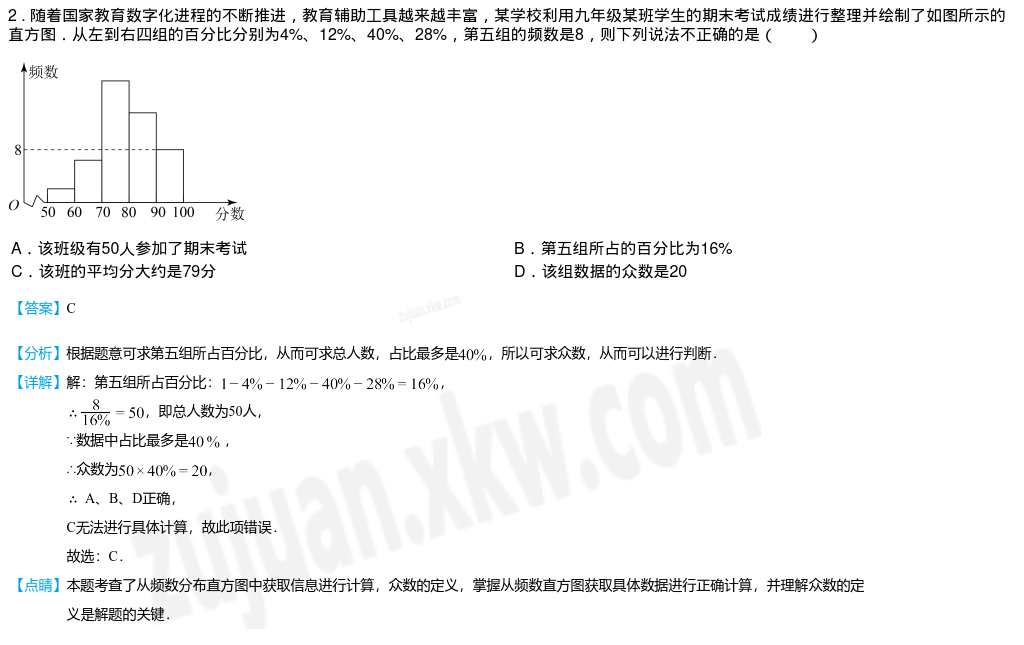 2．随着国家教育数字化进程的不断推进，教育辅助工具越来越丰富，某学校利用九年级某班学生的期末考试成绩进行整理并绘制了如图所示的
直方图．从左到右四组的百分比分别为4%、12%、40%、28%，第五组的频数是8，则下列说法不正确的是（　　）
频数
8
O 50 60 70 80 90 100 分数
A．该班级有50人参加了期末考试 B．第五组所占的百分比为16%
C．该班的平均分大约是79分 D．该组数据的众数是20
【答案】C
zujuan.xkw.com
【分析】根据题意可求第五组所占百分比，从而可求总人数，占比最多是40%，所以可求众数，从而可以进行判断．
【详解】解：第五组所占百分比：1－4%－12%－40%－28%＝16%，
∴8/16%＝50，即总人数为50人，
∵数据中占比最多是40%，
∴众数为50×40%＝20，
∴ A、B、D正确，
C无法进行具体计算，故此项错误．
故选：C．
【点睛】本题考查了从频数分布直方图中获取信息进行计算，众数的定义，掌握从频数直方图获取具体数据进行正确计算，并理解众数的定
义是解题的关键．
zujuan.xkw.com